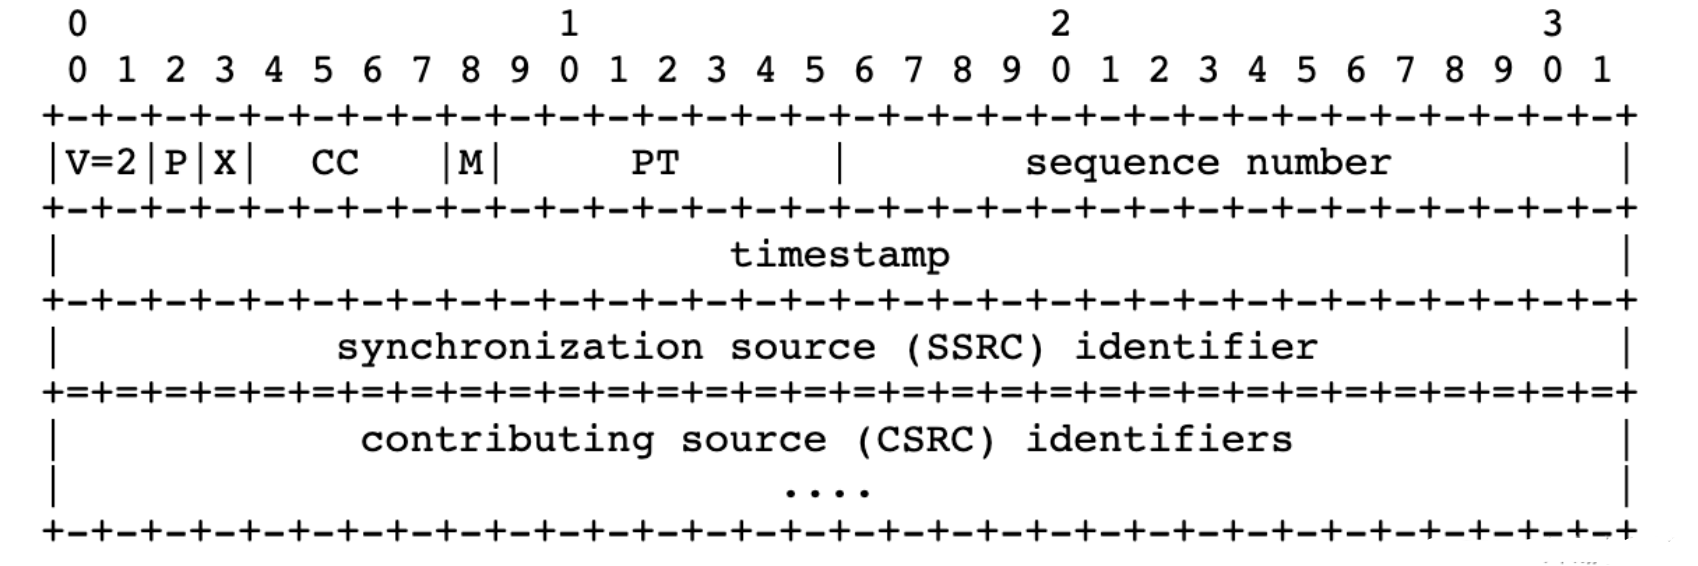 0                   1                   2                   3
0 1 2 3 4 5 6 7 8 9 0 1 2 3 4 5 6 7 8 9 0 1 2 3 4 5 6 7 8 9 0 1
+-+-+-+-+-+-+-+-+-+-+-+-+-+-+-+-+-+-+-+-+-+-+-+-+-+-+-+-+-+-+-+-+
|V=2|P|X|  CC   |M|     PT      |       sequence number         |
+-+-+-+-+-+-+-+-+-+-+-+-+-+-+-+-+-+-+-+-+-+-+-+-+-+-+-+-+-+-+-+-+
|                           timestamp                           |
+-+-+-+-+-+-+-+-+-+-+-+-+-+-+-+-+-+-+-+-+-+-+-+-+-+-+-+-+-+-+-+-+
|           synchronization source (SSRC) identifier            |
+=+=+=+=+=+=+=+=+=+=+=+=+=+=+=+=+=+=+=+=+=+=+=+=+=+=+=+=+=+=+=+=+
|            contributing source (CSRC) identifiers             |
|                             ....                              |
+-+-+-+-+-+-+-+-+-+-+-+-+-+-+-+-+-+-+-+-+-+-+-+-+-+-+-+-+-+-+-+-+